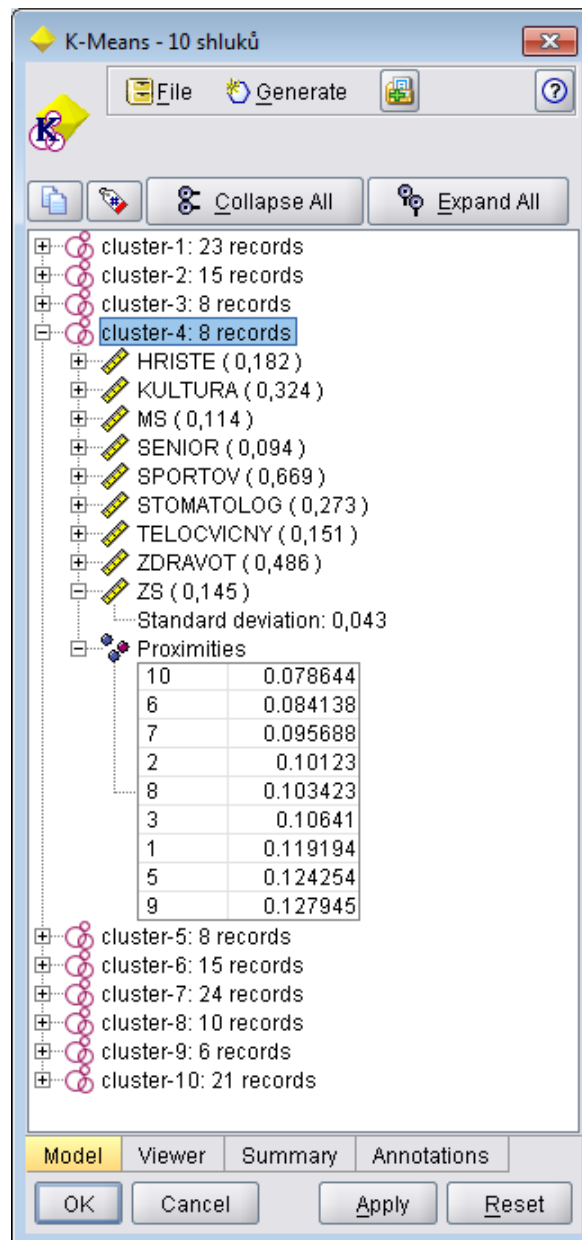 K-Means - 10 shluků
File Generate
K
Collapse All Expand All
cluster-1: 23 records
cluster-2: 15 records
cluster-3: 8 records
cluster-4: 8 records
HRISTE ( 0,182 )
KULTURA ( 0,324 )
MS ( 0,114 )
SENIOR ( 0,094 )
SPORTOV ( 0,669 )
STOMATOLOG ( 0,273 )
TELOCVICNY ( 0,151 )
ZDRAVOT ( 0,486 )
ZS ( 0,145 )
Standard deviation: 0,043
Proximities
10 0.078644
6 0.084138
7 0.095688
2 0.10123
8 0.103423
3 0.10641
1 0.119194
5 0.124254
9 0.127945
cluster-5: 8 records
cluster-6: 15 records
cluster-7: 24 records
cluster-8: 10 records
cluster-9: 6 records
cluster-10: 21 records
Model Viewer Summary Annotations
OK Cancel Apply Reset